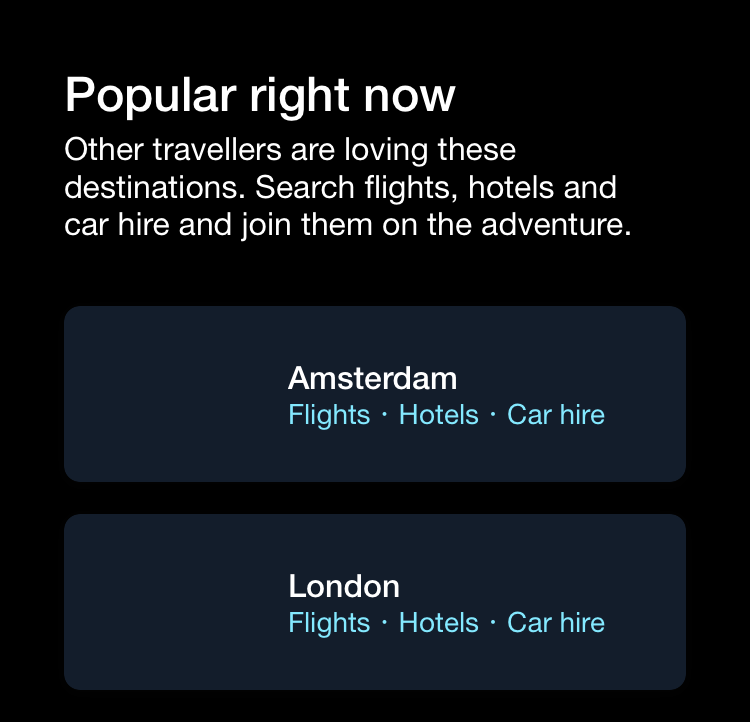 Popular right now
Other travellers are loving these
destinations. Search flights, hotels and
car hire and join them on the adventure.
Amsterdam
Flights · Hotels · Car hire
London
Flights · Hotels · Car hire